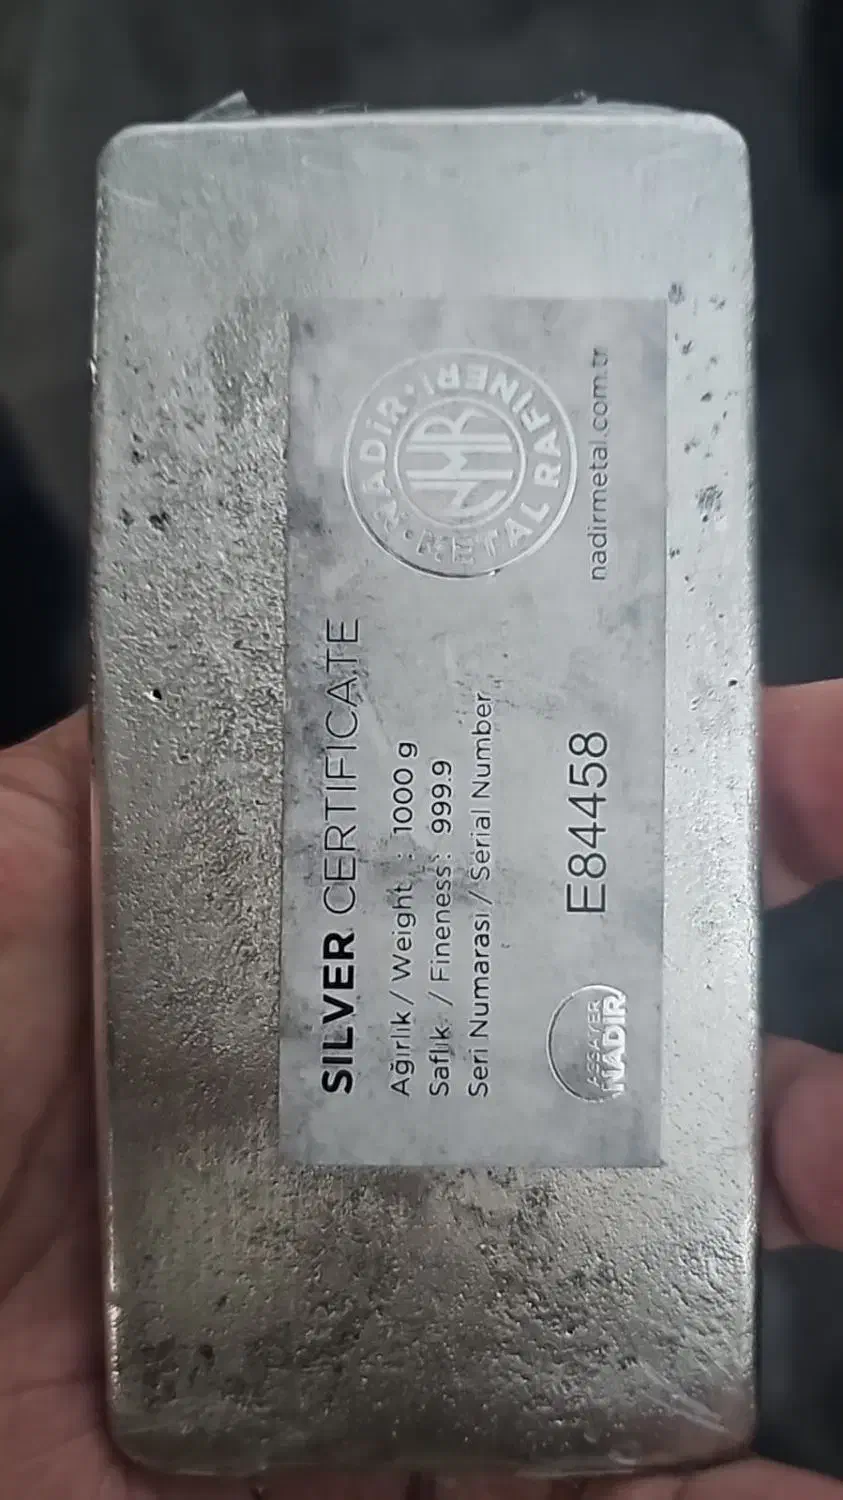 SILVER CERTIFICATE
Ağırlık / Weight : 1000 g
Saflık / Fineness : 999.9
Seri Numarası / Serial Number
E84458
ASSAYER
NADIR
NADİR · METAL RAFİNERİ ·
NMR
nadirmetal.com.tr